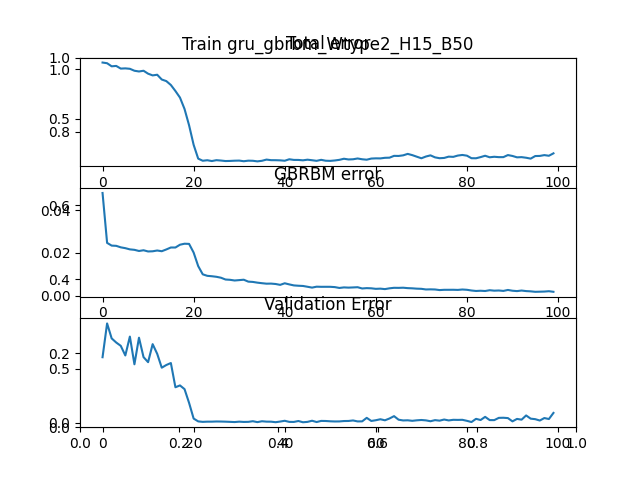 Train gru_gbrbm_Wtype2_H15_B50
Total error
1.0
1.0
0.5
0.8
0 20 40 60 80 100
GBRBM error
0.6
0.04
0.02
0.4
0.00
0 20 40 60 80 100
Validation Error
0.2
0.5
0.0
0.0
0.0 0 0.2 20 0.4 40 0.6 60 0.8 80 100 1.0